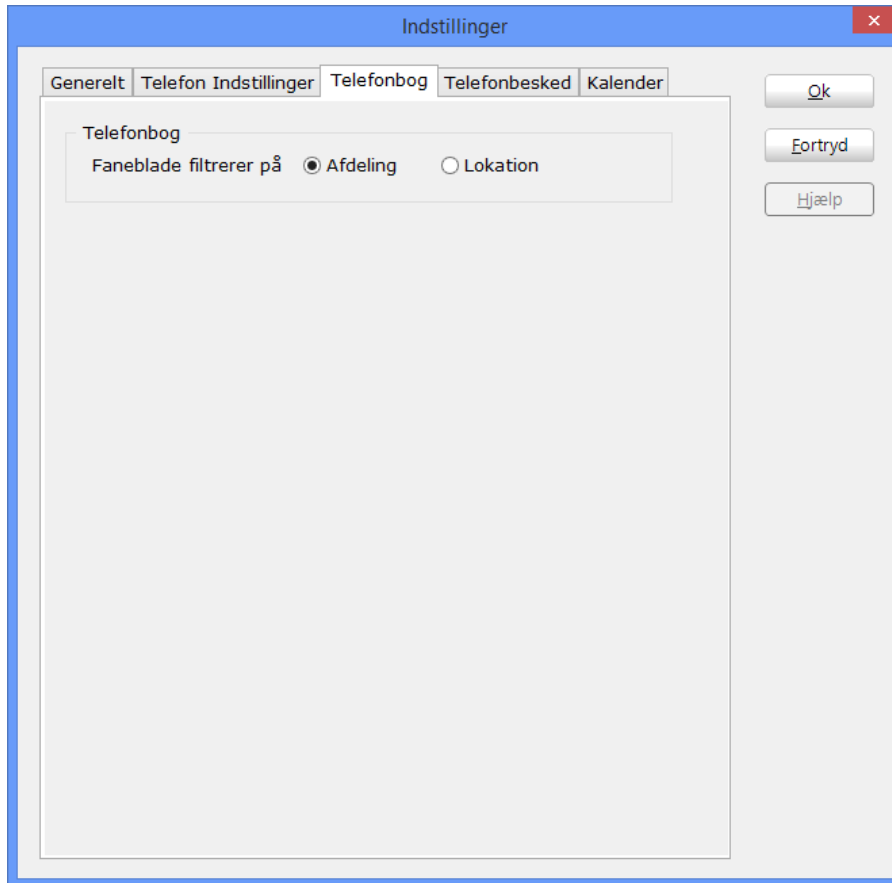 Indstillinger
Generelt Telefon Indstillinger Telefonbog Telefonbesked Kalender
Ok
Telefonbog
Fortryd
Faneblade filtrerer på Afdeling Lokation
Hjælp